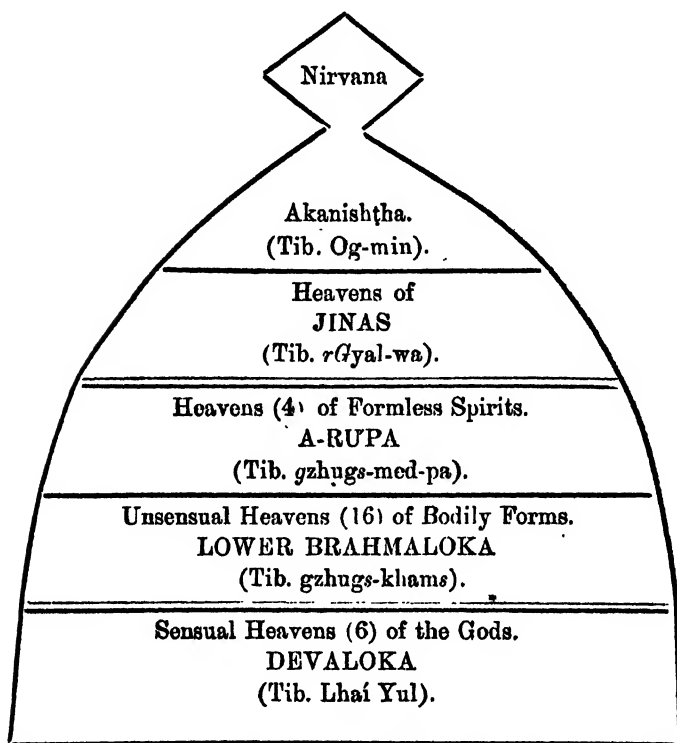 Nirvana
Akanishṭha.
(Tib. Og-min).
Heavens of
JINAS
(Tib. rGyal-wa).
Heavens (4) of Formless Spirits.
A-RUPA
(Tib. gzhugs-med-pa).
Unsensual Heavens (16) of Bodily Forms.
LOWER BRAHMALOKA
(Tib. gzhugs-khams).
Sensual Heavens (6) of the Gods.
DEVALOKA
(Tib. Lhaí Yul).